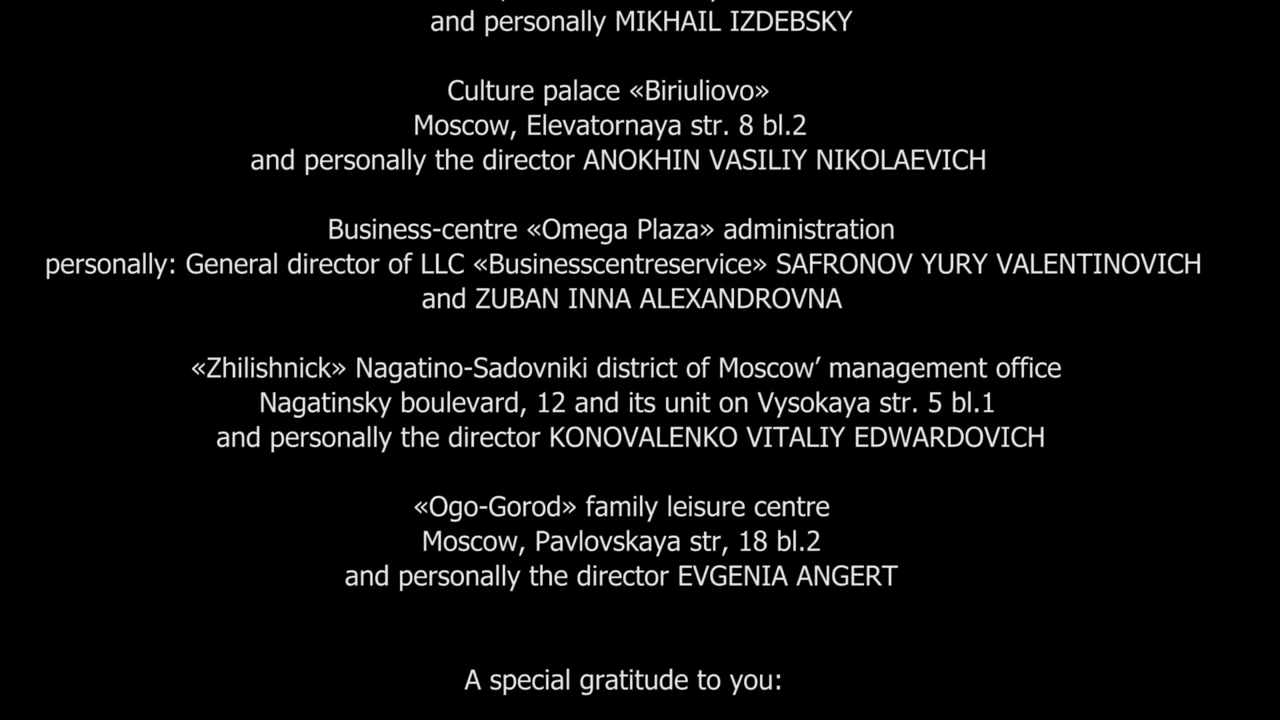 and personally MIKHAIL IZDEBSKY
Culture palace «Biriuliovo»
Moscow, Elevatornaya str. 8 bl.2
and personally the director ANOKHIN VASILIY NIKOLAEVICH
Business-centre «Omega Plaza» administration
personally: General director of LLC «Businesscentreservice» SAFRONOV YURY VALENTINOVICH
and ZUBAN INNA ALEXANDROVNA
«Zhilishnick» Nagatino-Sadovniki district of Moscow’ management office
Nagatinsky boulevard, 12 and its unit on Vysokaya str. 5 bl.1
and personally the director KONOVALENKO VITALIY EDWARDOVICH
«Ogo-Gorod» family leisure centre
Moscow, Pavlovskaya str, 18 bl.2
and personally the director EVGENIA ANGERT
A special gratitude to you: